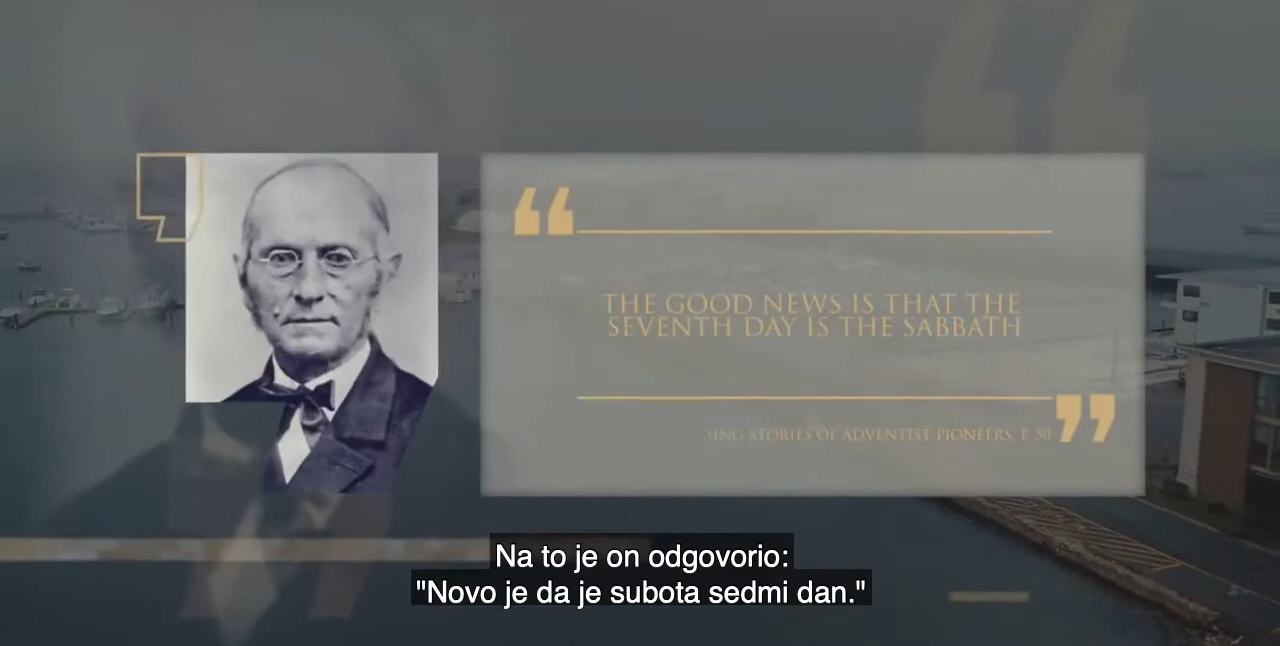 THE GOOD NEWS IS THAT THE
SEVENTH DAY IS THE SABBATH
STORIES OF ADVENTIST PIONEERS, P. 50
Na to je on odgovorio:
"Novo je da je subota sedmi dan."